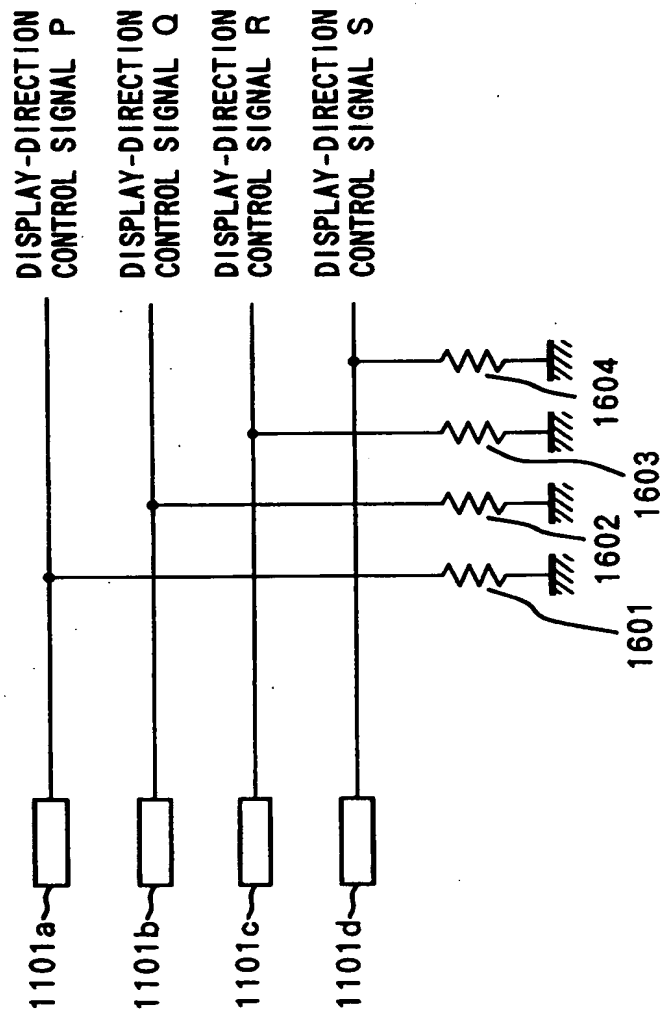 DISPLAY-DIRECTION
CONTROL SIGNAL P
DISPLAY-DIRECTION
CONTROL SIGNAL Q
DISPLAY-DIRECTION
CONTROL SIGNAL R
DISPLAY-DIRECTION
CONTROL SIGNAL S
1101a
1101b
1101c
1101d
1601
1602
1603
1604